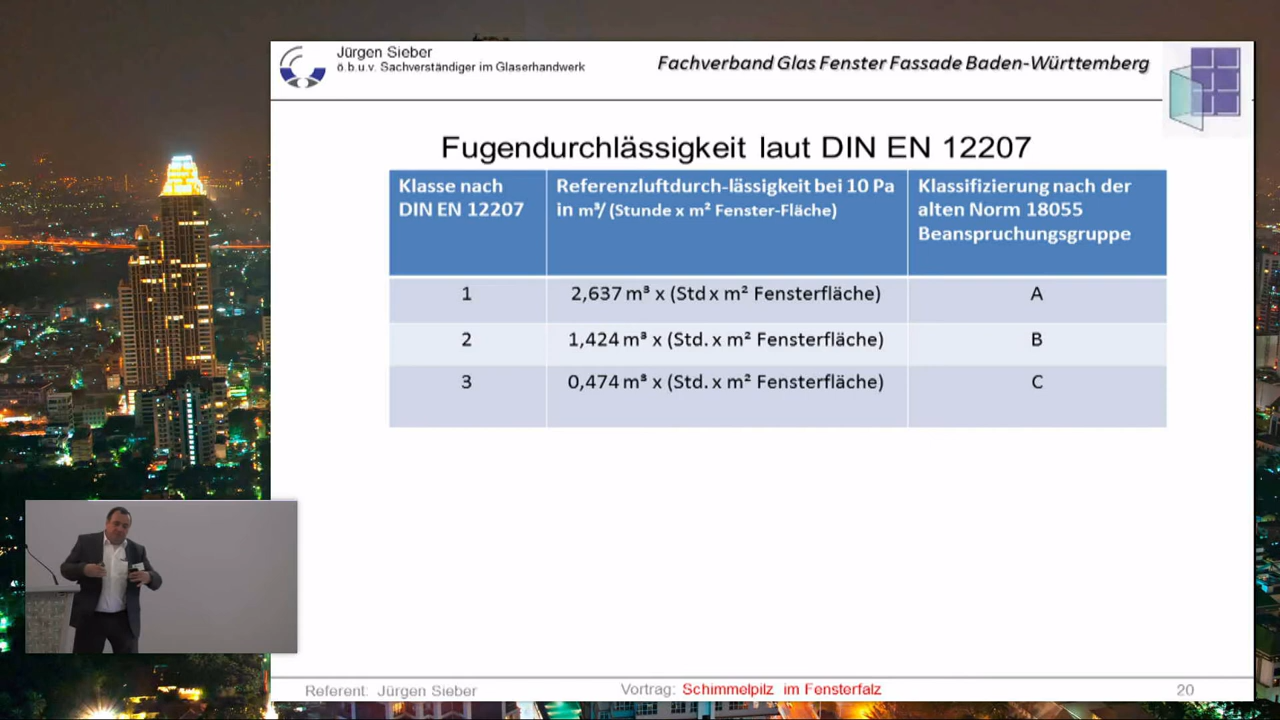 Jürgen Sieber
ö.b.u.v. Sachverständiger im Glaserhandwerk
Fachverband Glas Fenster Fassade Baden-Württemberg
Fugendurchlässigkeit laut DIN EN 12207
Klasse nach
DIN EN 12207
Referenzluftdurch-lässigkeit bei 10 Pa
in m³/ (Stunde x m² Fenster-Fläche)
Klassifizierung nach der
alten Norm 18055
Beanspruchungsgruppe
1
2,637 m³ x (Std x m² Fensterfläche)
A
2
1,424 m³ x (Std. x m² Fensterfläche)
B
3
0,474 m³ x (Std. x m² Fensterfläche)
C
Referent: Jürgen Sieber
Vortrag: Schimmelpilz im Fensterfalz
20